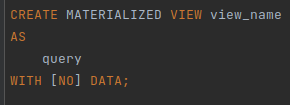 CREATE MATERIALIZED VIEW view_name
AS
    query
WITH [NO] DATA;